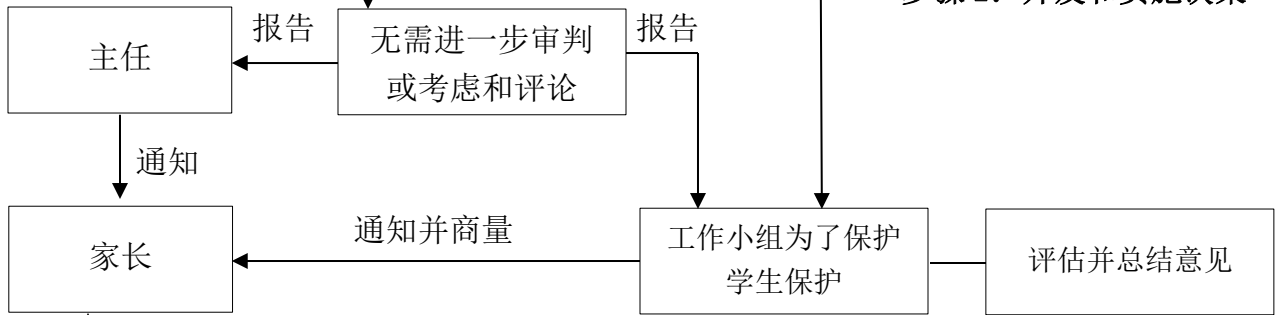 报告
无需进一步审判
或考虑和评论
报告
主任
通知
家长
通知并商量
工作小组为了保护
学生保护
评估并总结意见